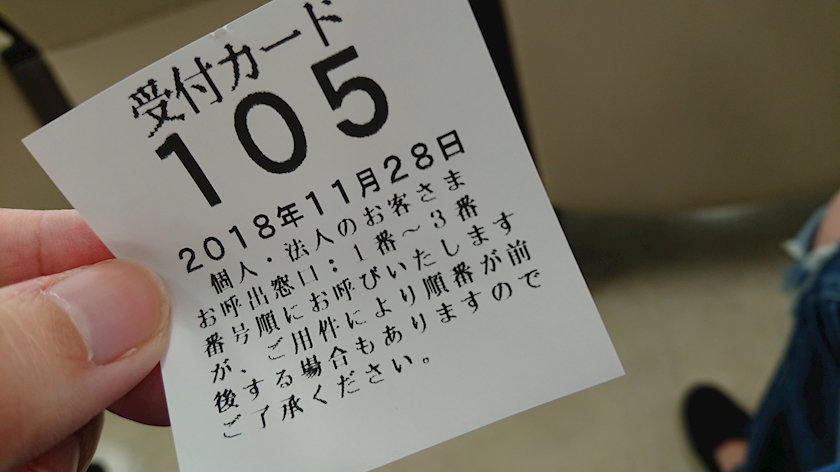 受付カード
105
2018年11月28日
個人・法人のお客さま
お呼出窓口:1番~3番
番号順にお呼びいたします
が、ご用件により順番が前
後する場合もありますので
ご了承ください。